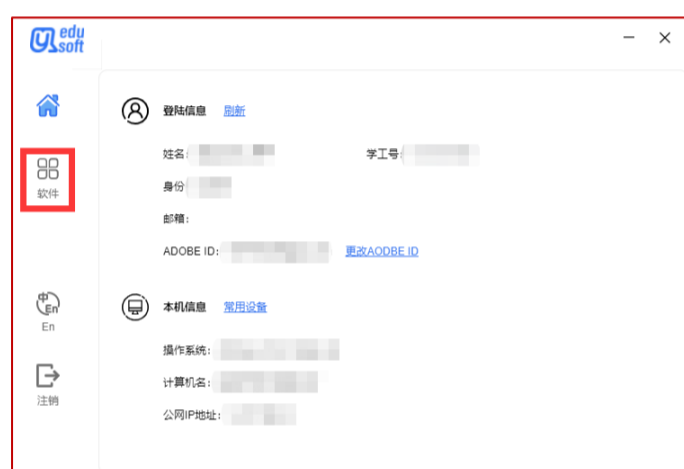 edu
soft
登陆信息 刷新
姓名: 学工号:
身份
邮箱:
ADOBE ID: 更改AODBE ID
软件
中
En
En
本机信息 常用设备
操作系统:
计算机名:
公网IP地址:
注销